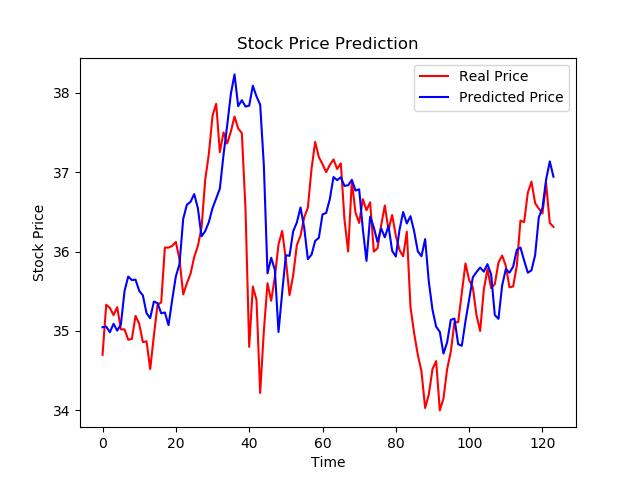 Stock Price Prediction
Real Price
Predicted Price
38
37
36
35
34
Stock Price
0 20 40 60 80 100 120
Time